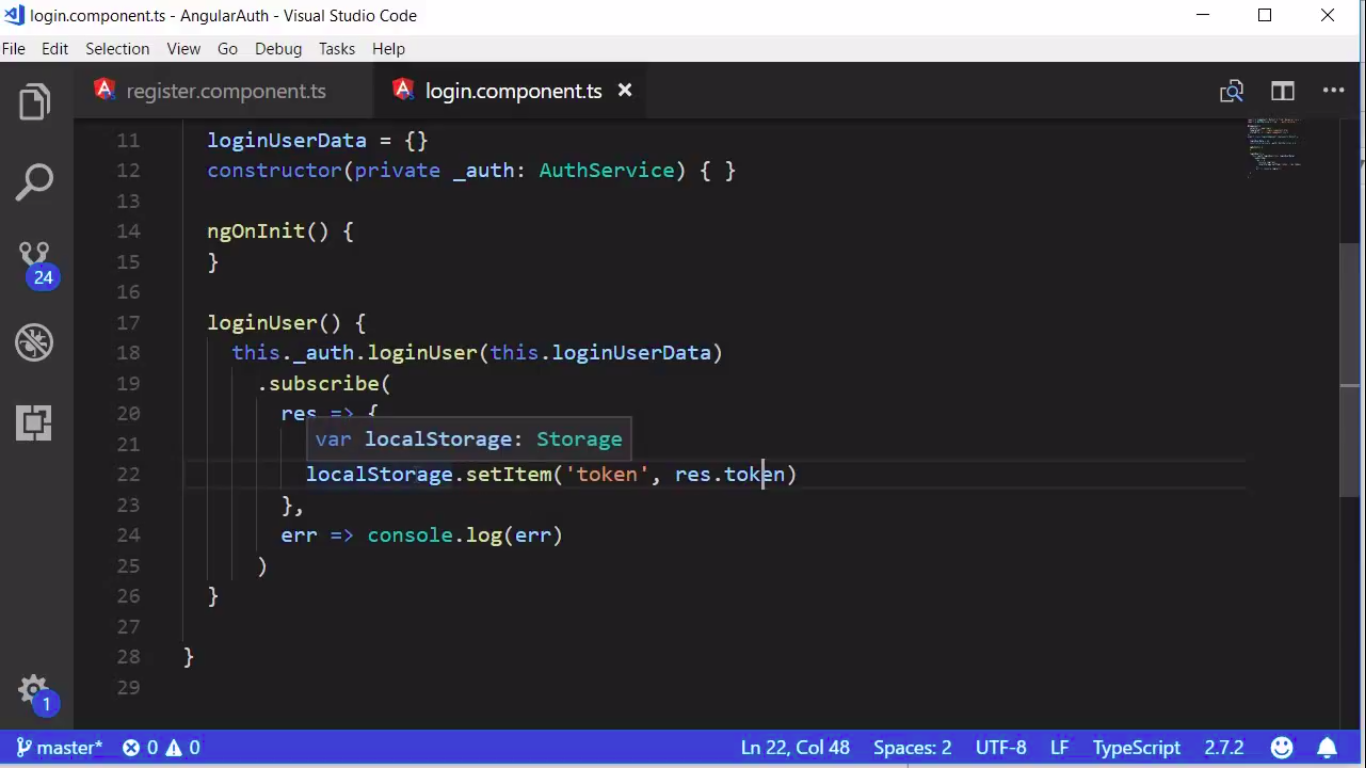 login.component.ts - AngularAuth - Visual Studio Code
File Edit Selection View Go Debug Tasks Help
register.component.ts login.component.ts
11 loginUserData = {}
12 constructor(private _auth: AuthService) { }
13
14 ngOnInit() {
15 }
16
17 loginUser() {
18 this._auth.loginUser(this.loginUserData)
19 .subscribe(
20 res => {
21 var localStorage: Storage
22 localStorage.setItem('token', res.token)
23 },
24 err => console.log(err)
25 )
26 }
27
28 }
29
24
1
master* 0 0 Ln 22, Col 48 Spaces: 2 UTF-8 LF TypeScript 2.7.2